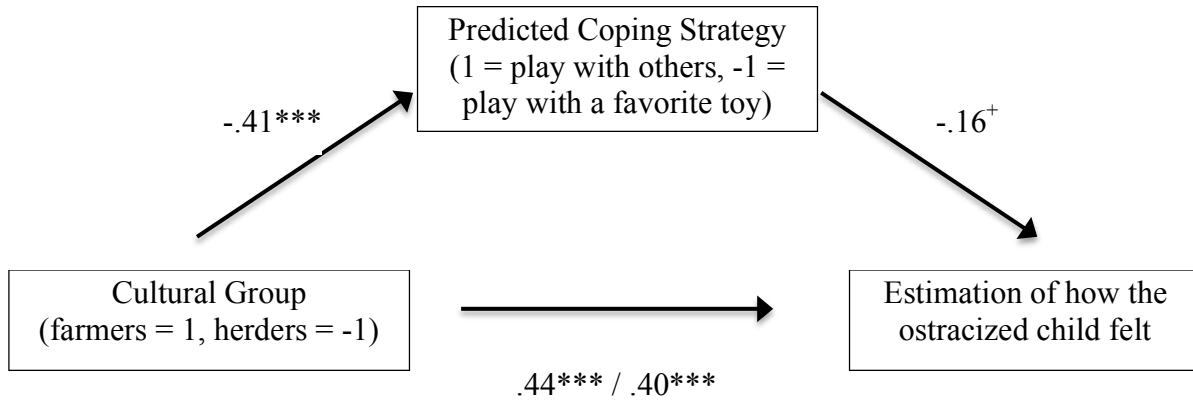 Predicted Coping Strategy
(1 = play with others, -1 =
play with a favorite toy)
-.41***
-.16+
Cultural Group
(farmers = 1, herders = -1)
Estimation of how the
ostracized child felt
.44*** / .40***